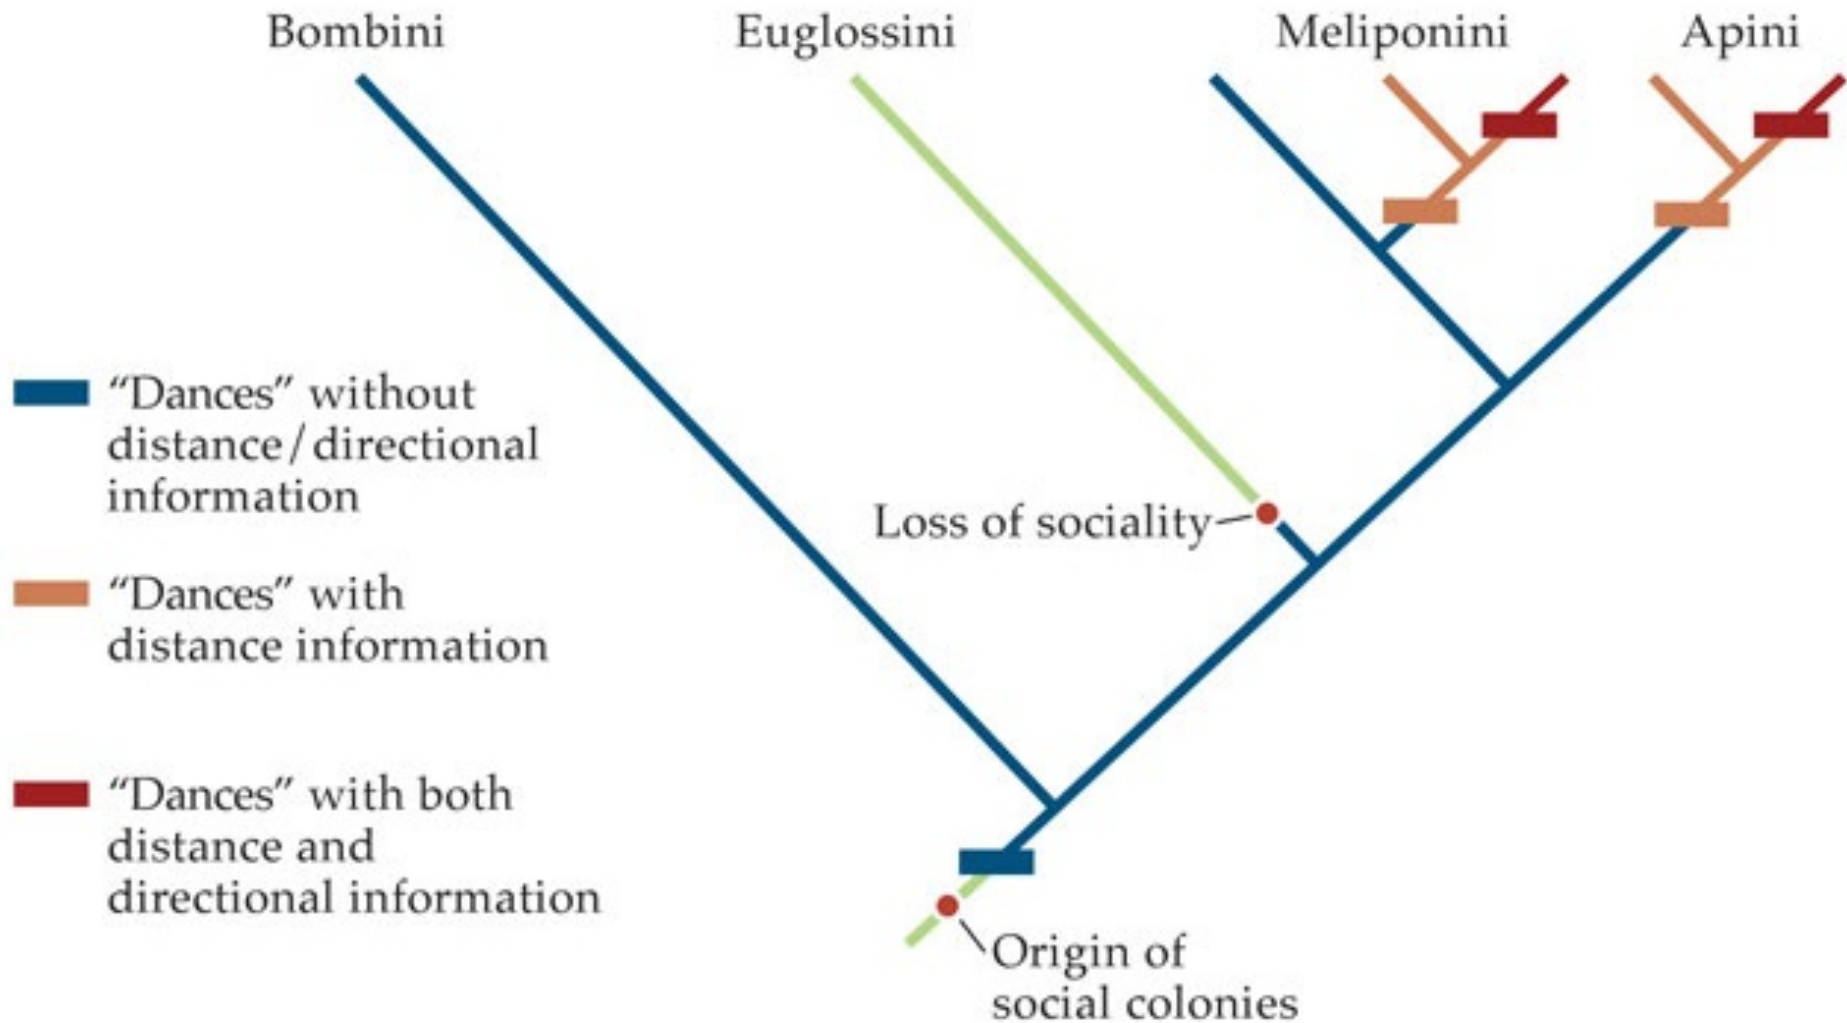 Bombini
Euglossini
Meliponini
Apini
“Dances” without
distance/directional
information
“Dances” with
distance information
“Dances” with both
distance and
directional information
Loss of sociality
Origin of
social colonies